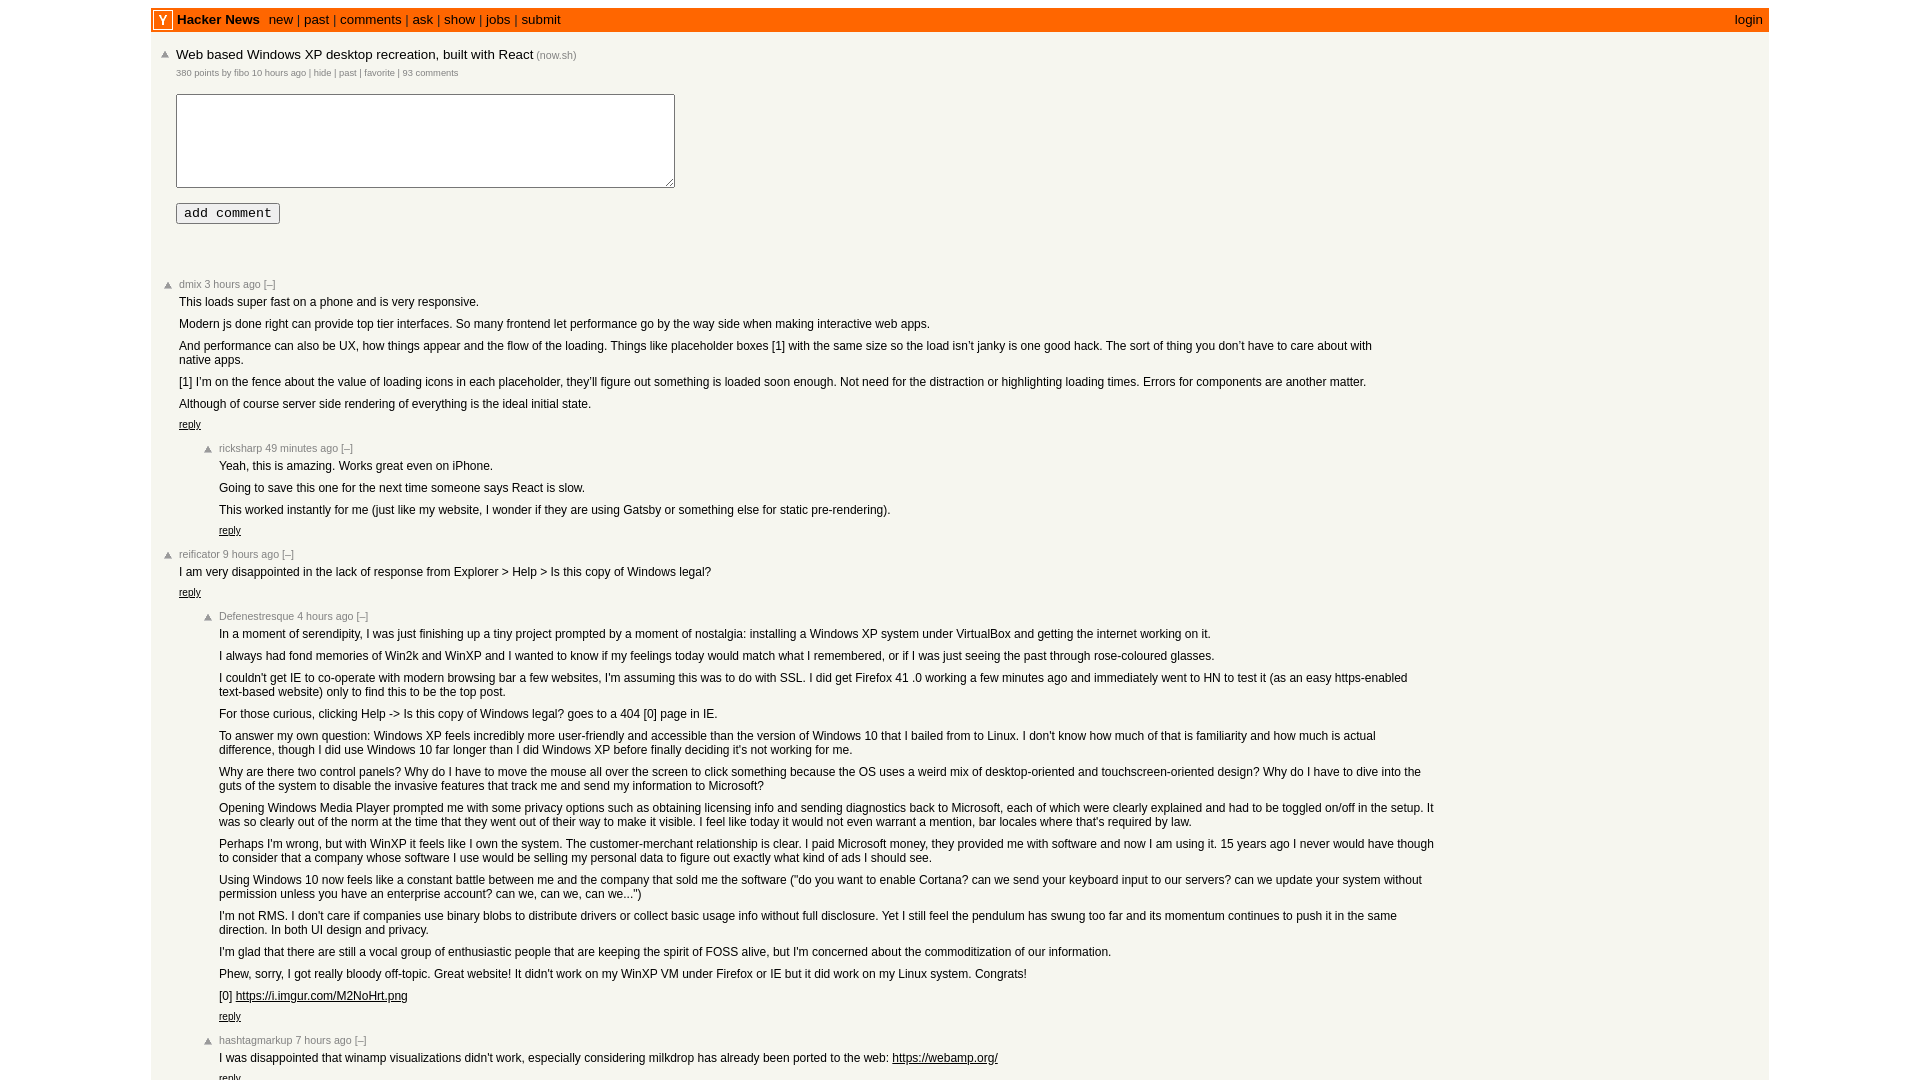 Y Hacker News new | past | comments | ask | show | jobs | submit login
Web based Windows XP desktop recreation, built with React (now.sh)
380 points by fibo 10 hours ago | hide | past | favorite | 93 comments
add comment
dmix 3 hours ago [–]
This loads super fast on a phone and is very responsive.
Modern js done right can provide top tier interfaces. So many frontend let performance go by the way side when making interactive web apps.
And performance can also be UX, how things appear and the flow of the loading. Things like placeholder boxes [1] with the same size so the load isn’t janky is one good hack. The sort of thing you don’t have to care about with
native apps.
[1] I’m on the fence about the value of loading icons in each placeholder, they’ll figure out something is loaded soon enough. Not need for the distraction or highlighting loading times. Errors for components are another matter.
Although of course server side rendering of everything is the ideal initial state.
reply
ricksharp 49 minutes ago [–]
Yeah, this is amazing. Works great even on iPhone.
Going to save this one for the next time someone says React is slow.
This worked instantly for me (just like my website, I wonder if they are using Gatsby or something else for static pre-rendering).
reply
reificator 9 hours ago [–]
I am very disappointed in the lack of response from Explorer > Help > Is this copy of Windows legal?
reply
Defenestresque 4 hours ago [–]
In a moment of serendipity, I was just finishing up a tiny project prompted by a moment of nostalgia: installing a Windows XP system under VirtualBox and getting the internet working on it.
I always had fond memories of Win2k and WinXP and I wanted to know if my feelings today would match what I remembered, or if I was just seeing the past through rose-coloured glasses.
I couldn't get IE to co-operate with modern browsing bar a few websites, I'm assuming this was to do with SSL. I did get Firefox 41 .0 working a few minutes ago and immediately went to HN to test it (as an easy https-enabled
text-based website) only to find this to be the top post.
For those curious, clicking Help -> Is this copy of Windows legal? goes to a 404 [0] page in IE.
To answer my own question: Windows XP feels incredibly more user-friendly and accessible than the version of Windows 10 that I bailed from to Linux. I don't know how much of that is familiarity and how much is actual
difference, though I did use Windows 10 far longer than I did Windows XP before finally deciding it's not working for me.
Why are there two control panels? Why do I have to move the mouse all over the screen to click something because the OS uses a weird mix of desktop-oriented and touchscreen-oriented design? Why do I have to dive into the
guts of the system to disable the invasive features that track me and send my information to Microsoft?
Opening Windows Media Player prompted me with some privacy options such as obtaining licensing info and sending diagnostics back to Microsoft, each of which were clearly explained and had to be toggled on/off in the setup. It
was so clearly out of the norm at the time that they went out of their way to make it visible. I feel like today it would not even warrant a mention, bar locales where that's required by law.
Perhaps I'm wrong, but with WinXP it feels like I own the system. The customer-merchant relationship is clear. I paid Microsoft money, they provided me with software and now I am using it. 15 years ago I never would have though
to consider that a company whose software I use would be selling my personal data to figure out exactly what kind of ads I should see.
Using Windows 10 now feels like a constant battle between me and the company that sold me the software ("do you want to enable Cortana? can we send your keyboard input to our servers? can we update your system without
permission unless you have an enterprise account? can we, can we, can we...")
I'm not RMS. I don't care if companies use binary blobs to distribute drivers or collect basic usage info without full disclosure. Yet I still feel the pendulum has swung too far and its momentum continues to push it in the same
direction. In both UI design and privacy.
I'm glad that there are still a vocal group of enthusiastic people that are keeping the spirit of FOSS alive, but I'm concerned about the commoditization of our information.
Phew, sorry, I got really bloody off-topic. Great website! It didn't work on my WinXP VM under Firefox or IE but it did work on my Linux system. Congrats!
[0] https://i.imgur.com/M2NoHrt.png
reply
hashtagmarkup 7 hours ago [–]
I was disappointed that winamp visualizations didn't work, especially considering milkdrop has already been ported to the web: https://webamp.org/
reply